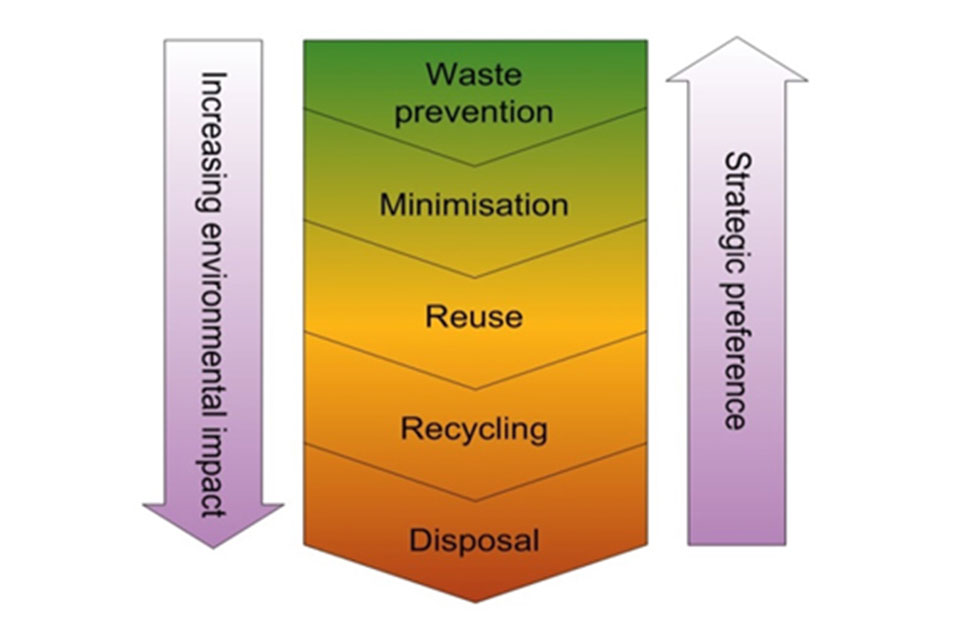 Increasing environmental impact
Waste
prevention
Minimisation
Reuse
Recycling
Disposal
Strategic preference